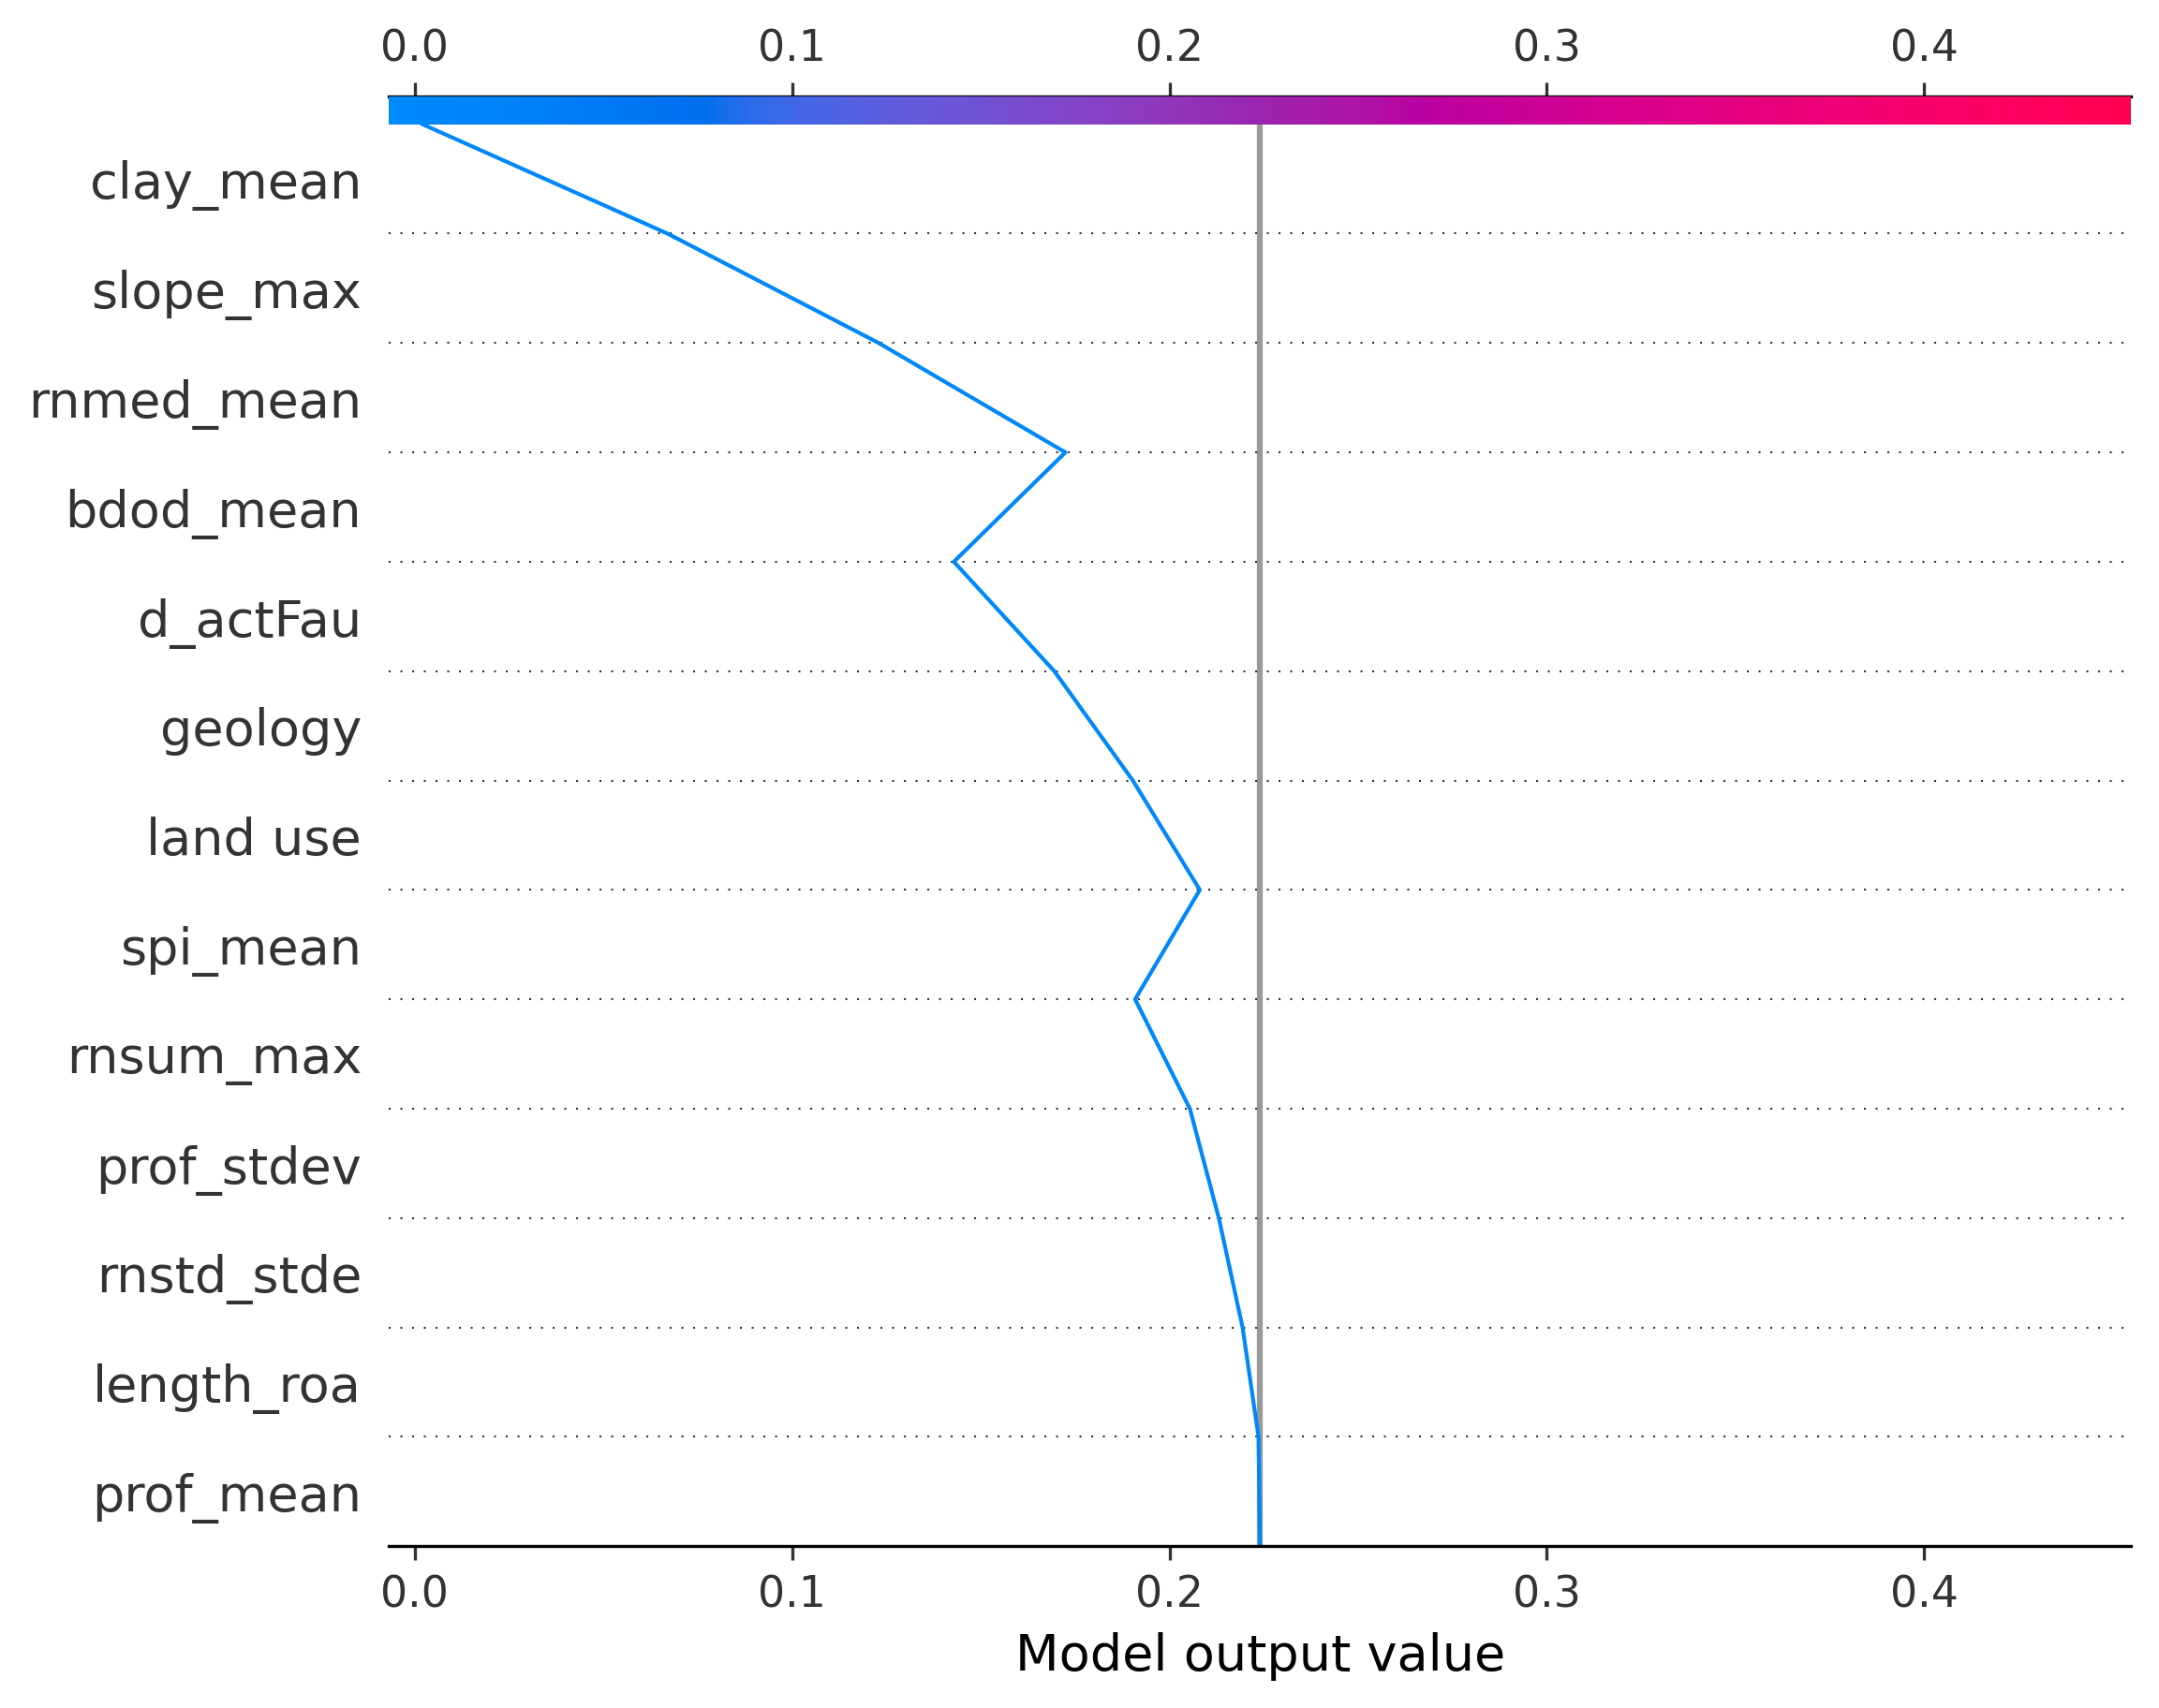 0.0 0.1 0.2 0.3 0.4
clay_mean
slope_max
rnmed_mean
bdod_mean
d_actFau
geology
land use
spi_mean
rnsum_max
prof_stdev
rnstd_stde
length_roa
prof_mean
0.0 0.1 0.2 0.3 0.4
Model output value